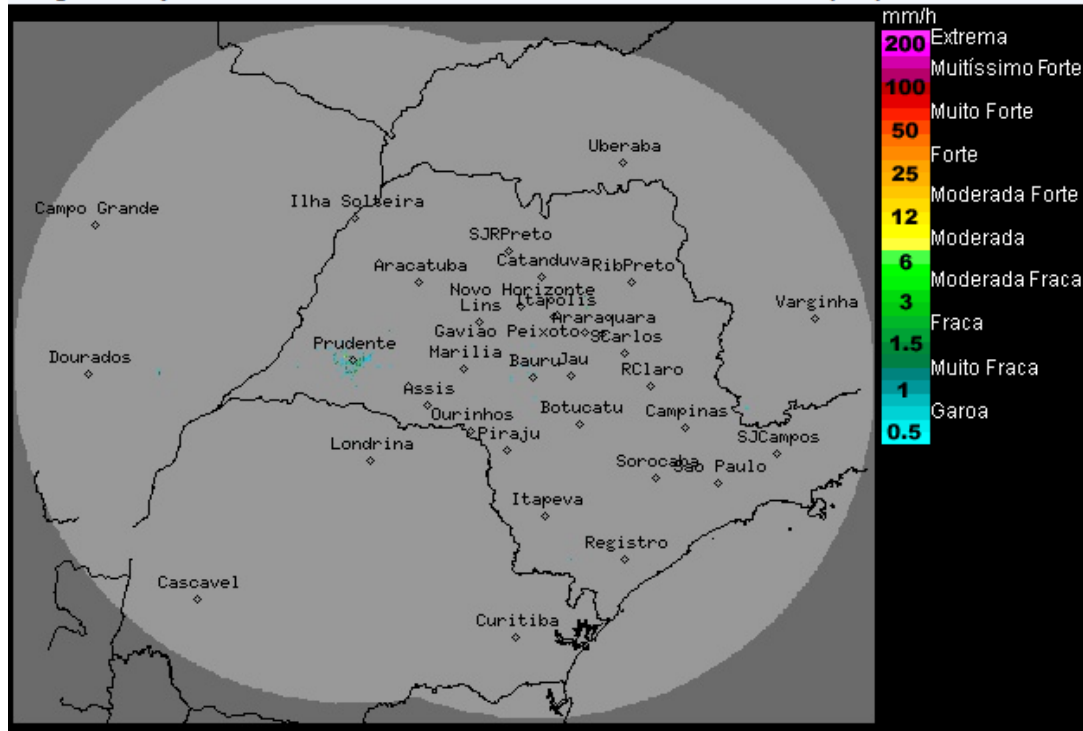 mm/h
200 Extrema
Muitíssimo Forte
100
Muito Forte
50
Forte
25
Moderada Forte
12
Moderada
6
Moderada Fraca
3
Fraca
1.5
Muito Fraca
1
Garoa
0.5
Uberaba
Campo Grande
Ilha Solteira
SJRPreto
Aracatuba
Catanduva
RibPreto
Novo Horizonte
Itapolis
Lins
Varginha
Araraquara
Gavião Peixoto
SCarlos
Prudente
Marilia
Dourados
Bauru
Jau
RClaro
Assis
Ourinhos
Botucatu
Campinas
Piraju
Londrina
SJCampos
Sorocaba
Sao Paulo
Itapeva
Registro
Cascavel
Curitiba